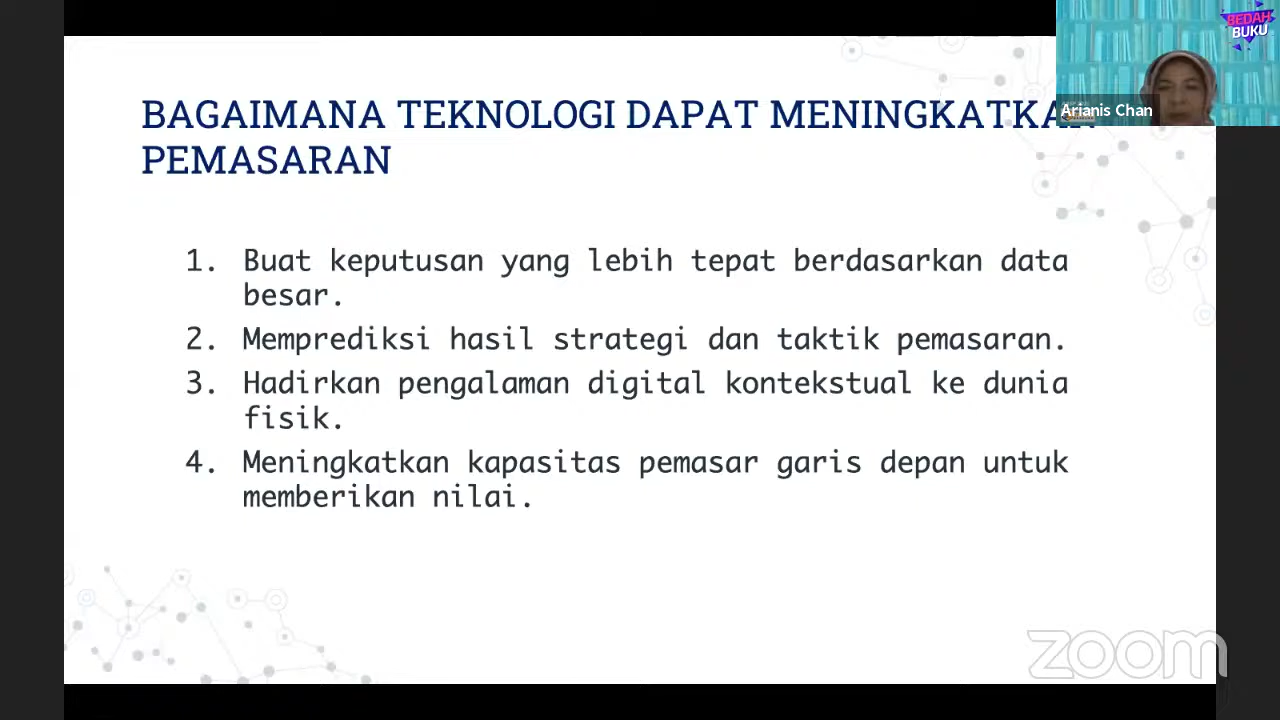 BAGAIMANA TEKNOLOGI DAPAT MENINGKATKAN
PEMASARAN
1. Buat keputusan yang lebih tepat berdasarkan data
besar.
2. Memprediksi hasil strategi dan taktik pemasaran.
3. Hadirkan pengalaman digital kontekstual ke dunia
fisik.
4. Meningkatkan kapasitas pemasar garis depan untuk
memberikan nilai.
Arianis Chan
BEDAH
BUKU
zoom